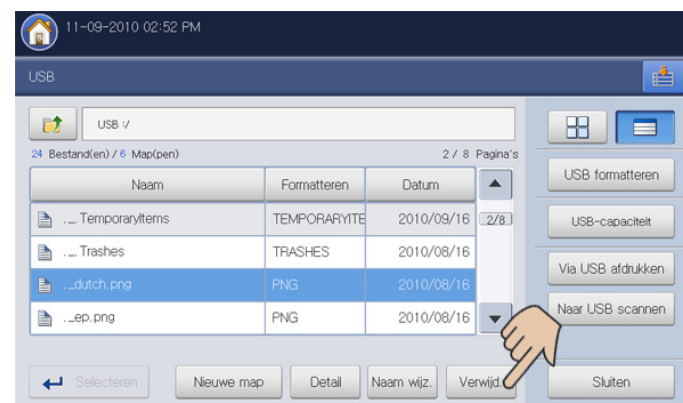 11-09-2010 02:52 PM
USB
USB :/
24 Bestand(en) / 6 Map(pen) 2 / 8 Pagina's
Naam Formatteren Datum
._. TemporaryItems TEMPORARYITE 2010/09/16 2/8
._. Trashes TRASHES 2010/08/16
._dutch.png PNG 2010/08/16
._ep.png PNG 2010/08/16
Selecteren Nieuwe map Detail Naam wijz. Verwijd.
USB formatteren
USB-capaciteit
Via USB afdrukken
Naar USB scannen
Sluiten